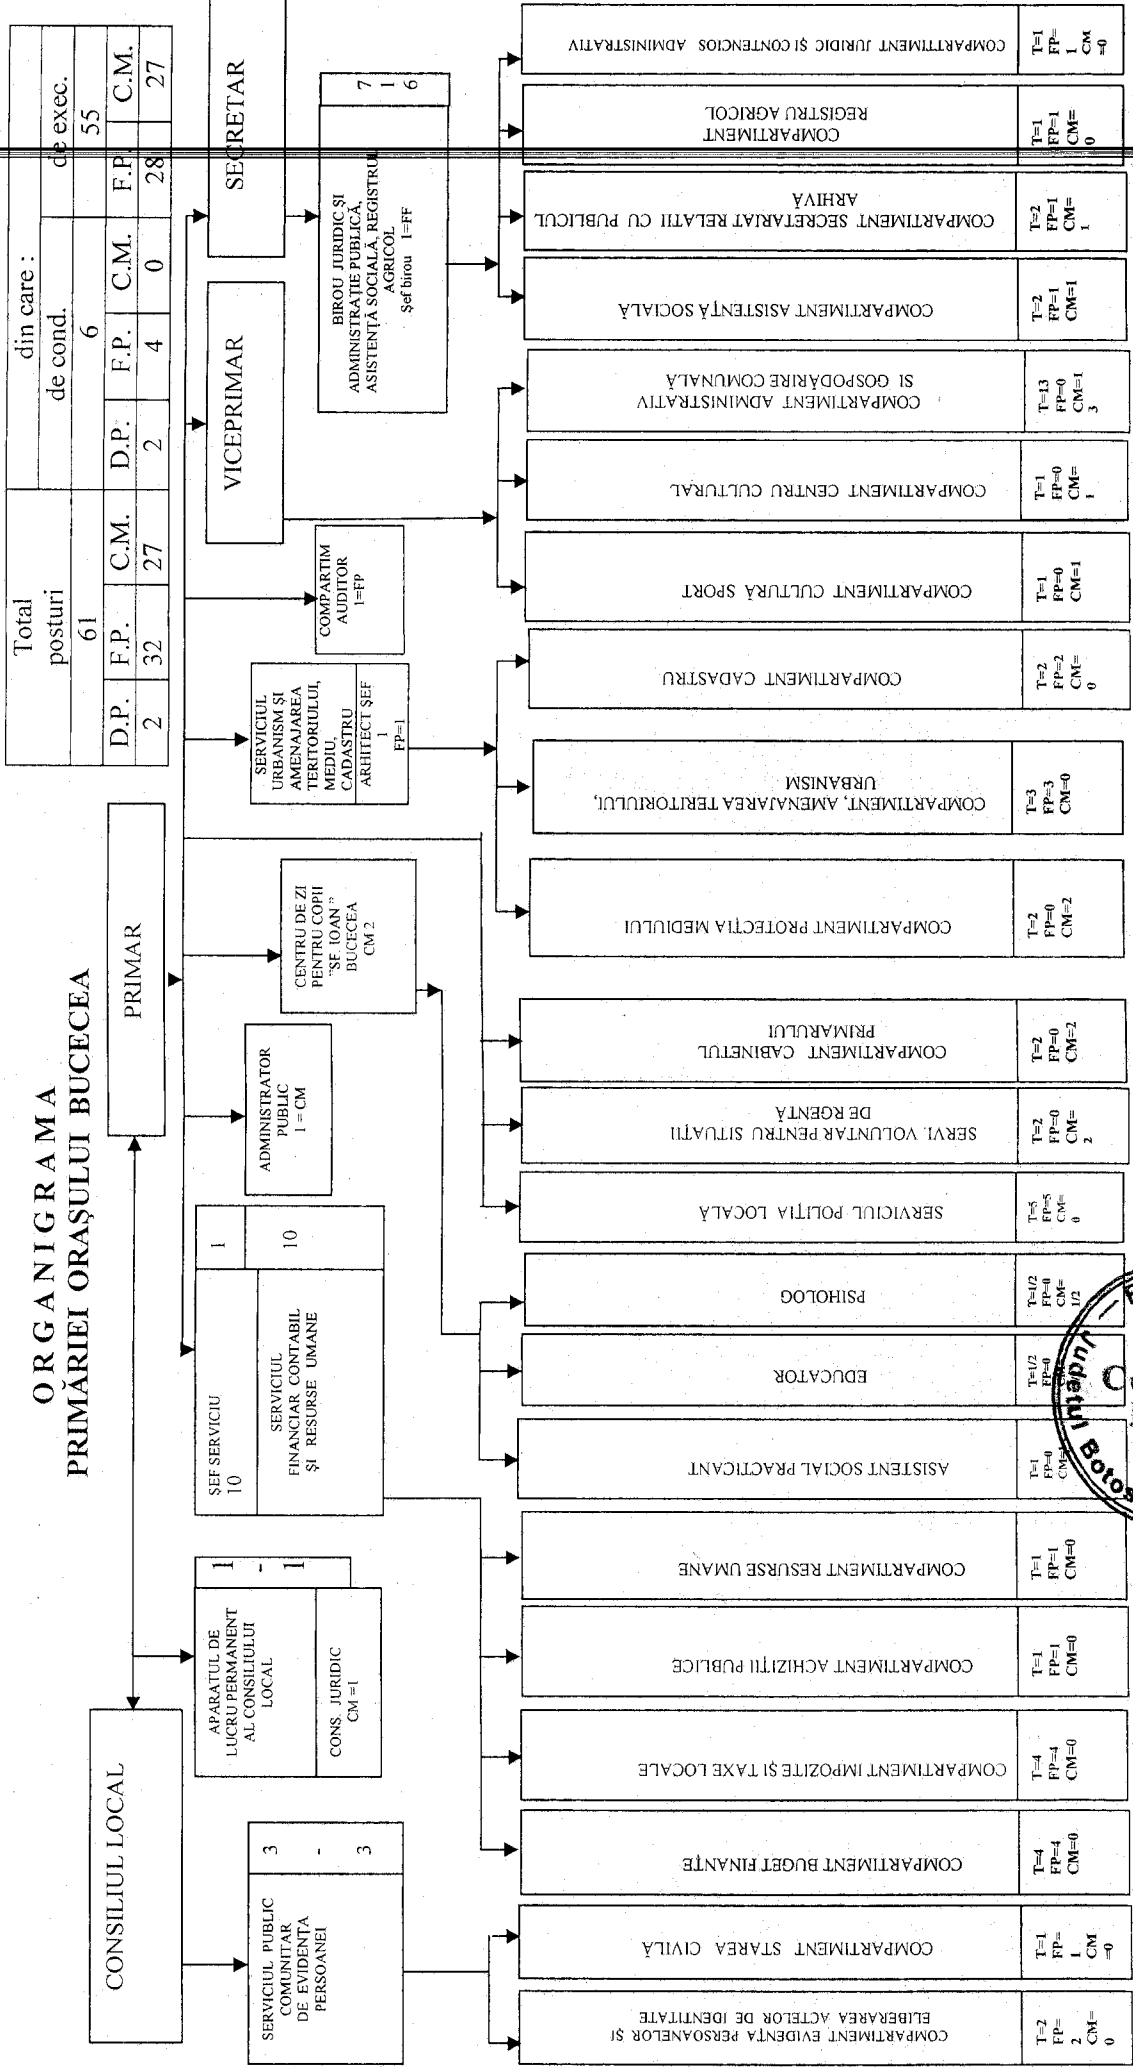 O R G A N I G R A M A
PRIMĂRIEI ORAȘULUI BUCECEA
Total
posturi
din care :
de cond.
de exec.
61
6
55
D.P. F.P. C.M. D.P. F.P. C.M. F.P. C.M.
2 32 27 2 4 0 28 27
CONSILIUL LOCAL
PRIMAR
VICEPRIMAR
SECRETAR
SERVICIUL PUBLIC
COMUNITAR
DE EVIDENȚA
PERSOANEI
3
-
3
APARATUL DE
LUCRU PERMANENT
AL CONSILIULUI
LOCAL
1
-
1
CONS. JURIDIC
CM =1
ȘEF SERVICIU
10
1
SERVICIUL
FINANCIAR CONTABIL
ȘI RESURSE UMANE
10
ADMINISTRATOR
PUBLIC
1 = CM
CENTRU DE ZI
PENTRU COPII
"SF. IOAN"
BUCECEA
CM 2
SERVICIUL
URBANISM ȘI
AMENAJAREA
TERITORIULUI,
MEDIU,
CADASTRU
ARHITECT ȘEF
1
FP=1
COMPARTIM
AUDITOR
1=FP
BIROU JURIDIC ȘI
ADMINISTRAȚIE PUBLICĂ,
ASISTENȚĂ SOCIALĂ, REGISTRUL
AGRICOL
Șef birou 1=FF
7
1
6
COMPARTIMENT EVIDENȚA PERSOANELOR ȘI
ELIBERAREA ACTELOR DE IDENTITATE
T=2
FP=
2
CM=
0
COMPARTIMENT STAREA CIVILĂ
T=1
FP=
1
CM
=0
COMPARTIMENT BUGET FINANȚE
T=4
FP=4
CM=0
COMPARTIMENT IMPOZITE ȘI TAXE LOCALE
T=4
FP=4
CM=0
COMPARTIMENT ACHIZIȚII PUBLICE
T=1
FP=1
CM=0
COMPARTIMENT RESURSE UMANE
T=1
FP=1
CM=0
ASISTENT SOCIAL PRACTICANT
T=1
FP=0
CM=1
EDUCATOR
T=1/2
FP=0
PSIHOLOG
T=1/2
FP=0
CM=
1/2
SERVICIUL POLIȚIA LOCALĂ
T=5
FP=5
CM=
0
SERVI. VOLUNTAR PENTRU SITUAȚII
DE RGENTĂ
T=2
FP=0
CM=
2
COMPARTIMENT CABINETUL
PRIMARULUI
T=2
FP=0
CM=2
COMPARTIMENT PROTECȚIA MEDIULUI
T=2
FP=0
CM=2
COMPARTIMENT, AMENAJAREA TERITORIULUI,
URBANISM
T=3
FP=3
CM=0
COMPARTIMENT CADASTRU
T=2
FP=2
CM=
0
COMPARTIMENT CULTURĂ SPORT
T=1
FP=0
CM=1
COMPARTIMENT CENTRU CULTURAL
T=1
FP=0
CM=
1
COMPARTIMENT ADMINISTRATIV
SI GOSPODĂRIRE COMUNALĂ
T=13
FP=0
CM=1
3
COMPARTIMENT ASISTENȚĂ SOCIALĂ
T=2
FP=1
CM=1
COMPARTIMENT SECRETARIAT RELATII CU PUBLICUL
ARHIVĂ
T=2
FP=1
CM=
1
COMPARTIMENT
REGISTRU AGRICOL
T=1
FP=1
CM=
0
COMPARTTIMENT JURIDIC ȘI CONTENCIOS ADMINISTRATIV
T=1
FP=
1
CM
=0
Județul Botoș